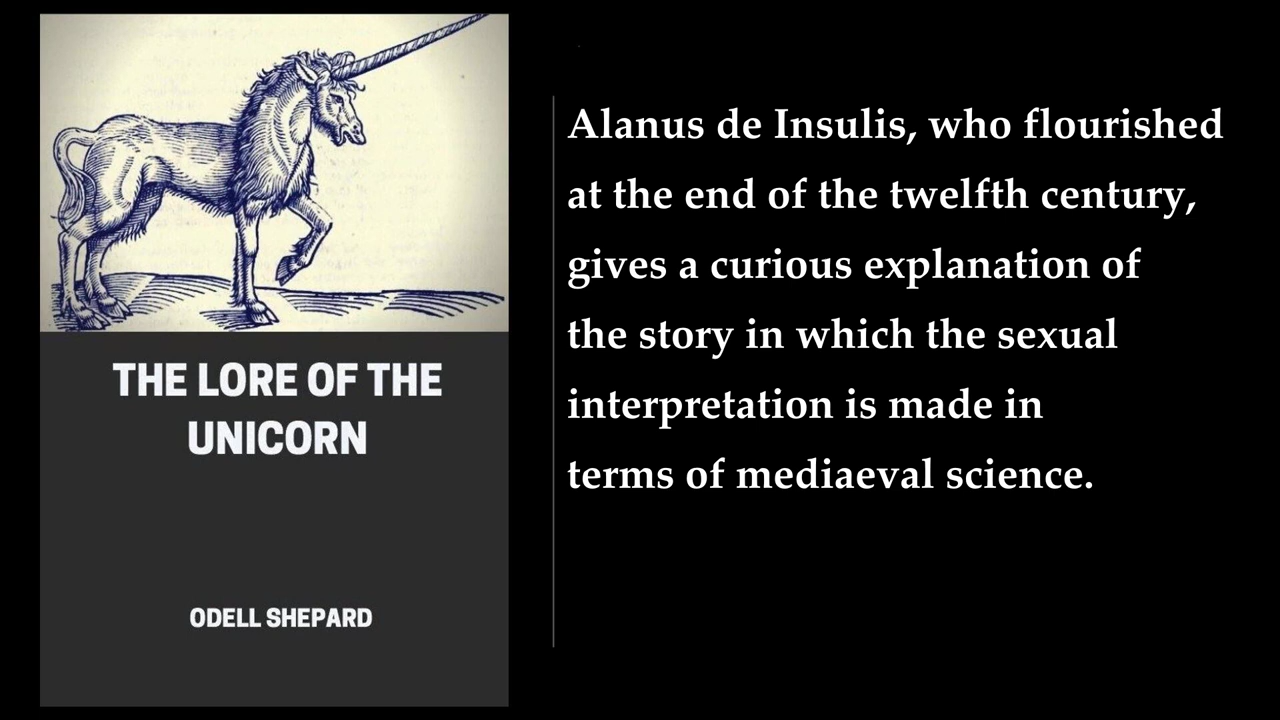 THE LORE OF THE
UNICORN
ODELL SHEPARD
Alanus de Insulis, who flourished
at the end of the twelfth century,
gives a curious explanation of
the story in which the sexual
interpretation is made in
terms of mediaeval science.